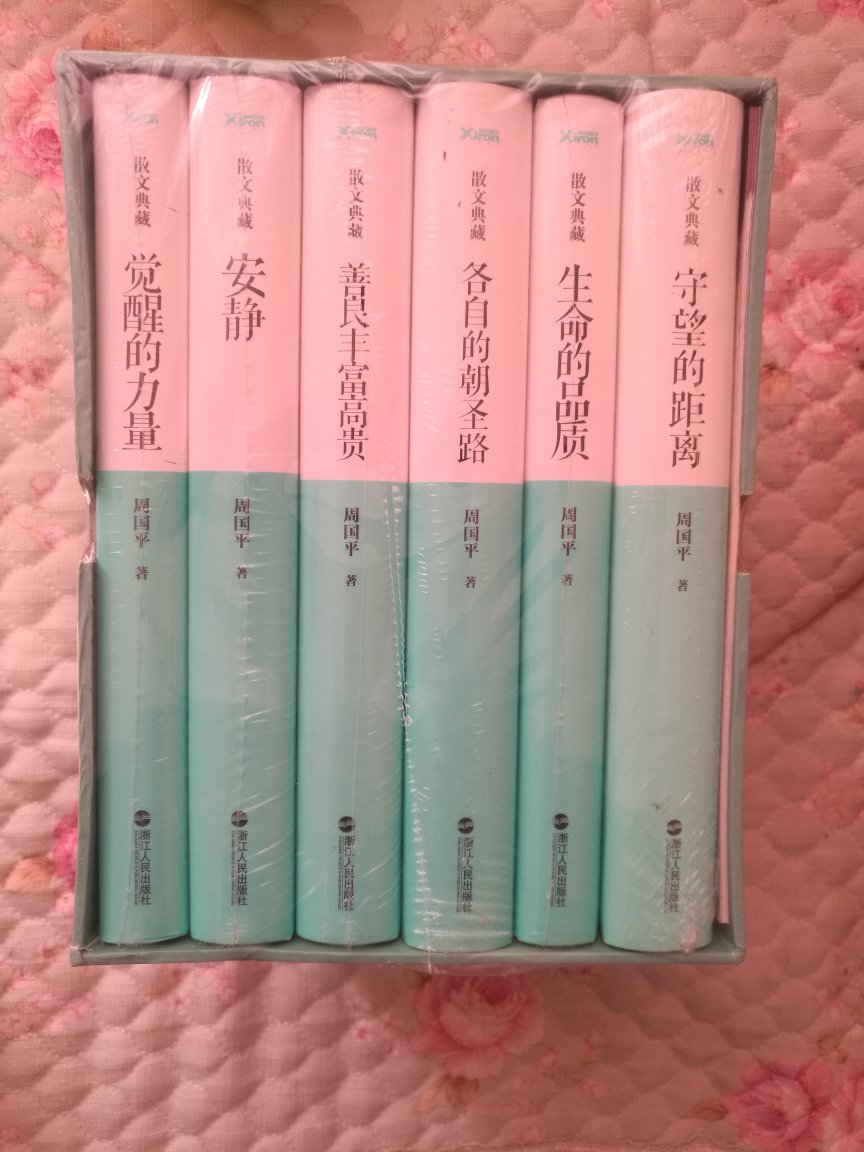 Xiron
散文典藏
觉醒的力量
周国平 著
浙江人民出版社
Xiron
散文典藏
安静
周国平 著
浙江人民出版社
Xiron
散文典藏
善良丰富高贵
周国平 著
浙江人民出版社
Xiron
散文典藏
各自的朝圣路
周国平 著
浙江人民出版社
Xiron
散文典藏
生命的品质
周国平 著
浙江人民出版社
Xiron
散文典藏
守望的距离
周国平 著
浙江人民出版社